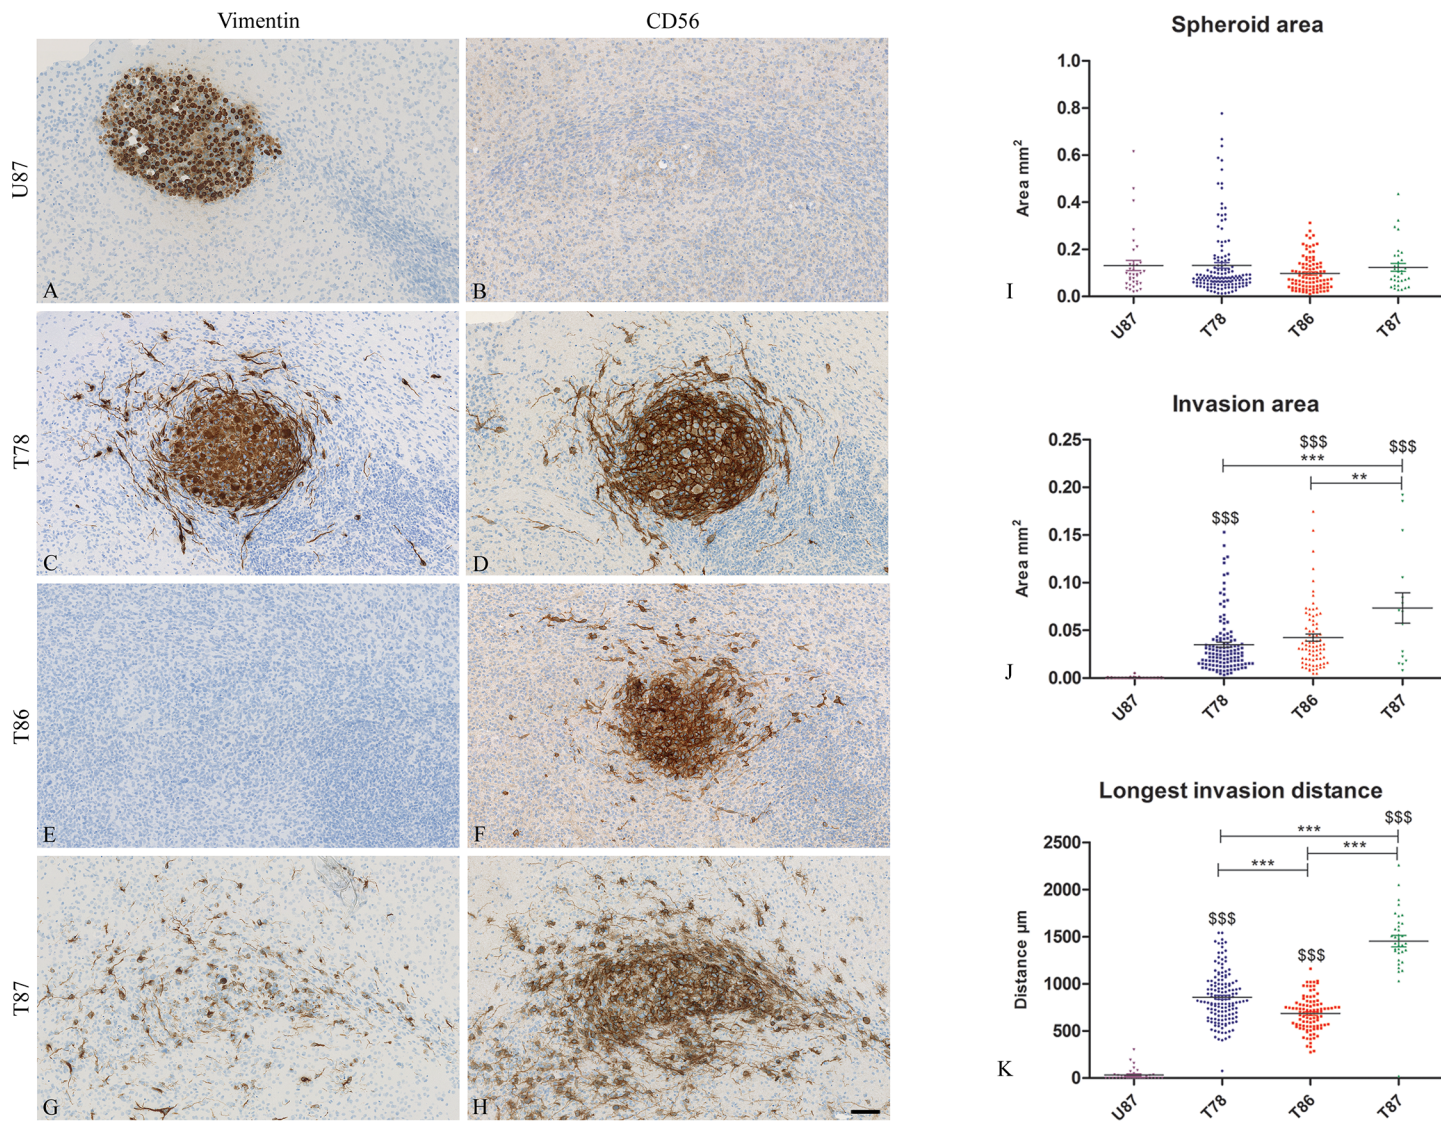 Vimentin
CD56
U87
A
B
T78
C
D
T86
E
F
T87
G
H
Spheroid area
Area mm²
1.0
0.8
0.6
0.4
0.2
0.0
I
U87
T78
T86
T87
Invasion area
$$$
$$$
***
**
$$$
Area mm²
0.25
0.20
0.15
0.10
0.05
0.00
J
U87
T78
T86
T87
Longest invasion distance
$$$
***
***
***
$$$
$$$
Distance µm
2500
2000
1500
1000
500
0
K
U87
T78
T86
T87